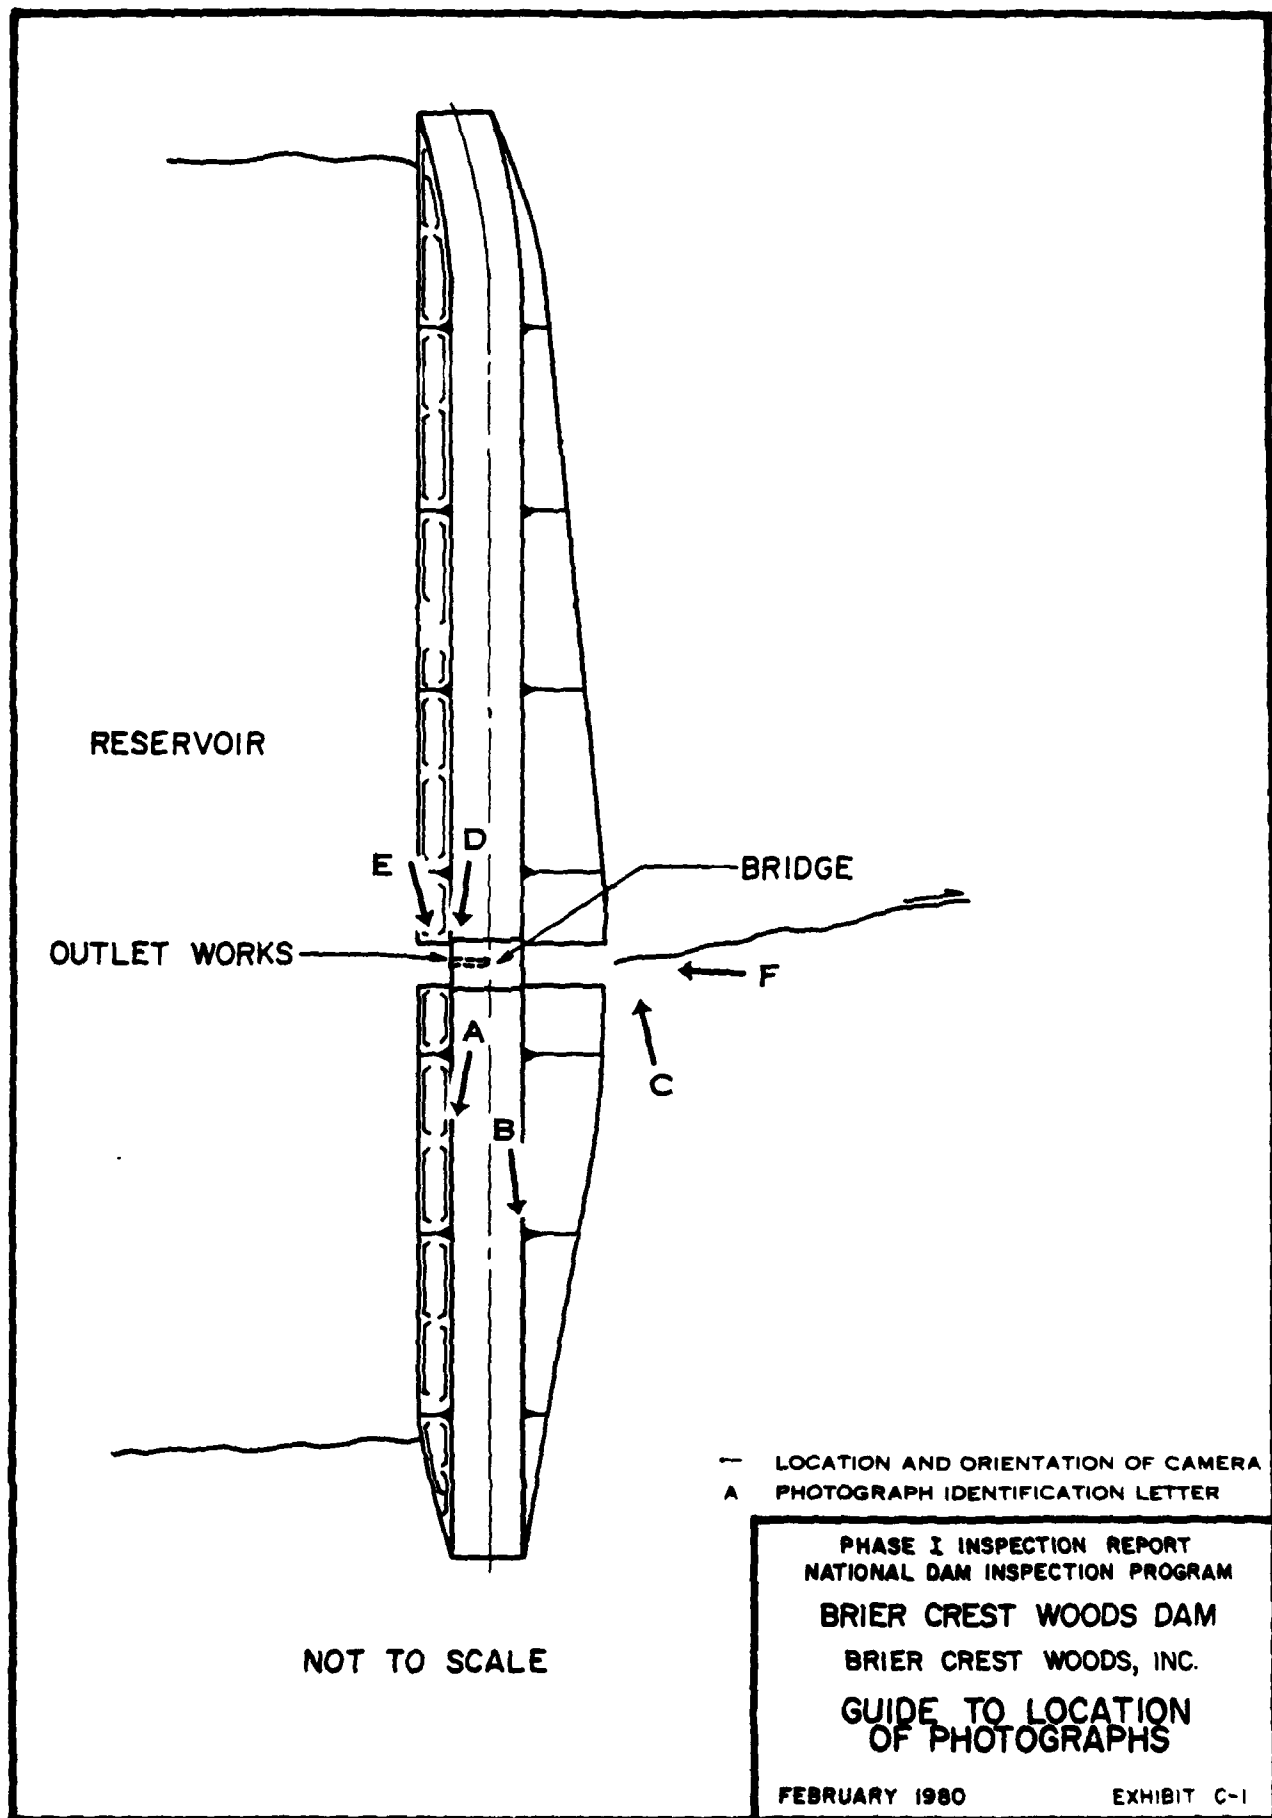 RESERVOIR
E
D
BRIDGE
OUTLET WORKS
F
A
C
B
LOCATION AND ORIENTATION OF CAMERA
A PHOTOGRAPH IDENTIFICATION LETTER
PHASE I INSPECTION REPORT
NATIONAL DAM INSPECTION PROGRAM
BRIER CREST WOODS DAM
BRIER CREST WOODS, INC.
GUIDE TO LOCATION
OF PHOTOGRAPHS
FEBRUARY 1980 EXHIBIT C-1
NOT TO SCALE